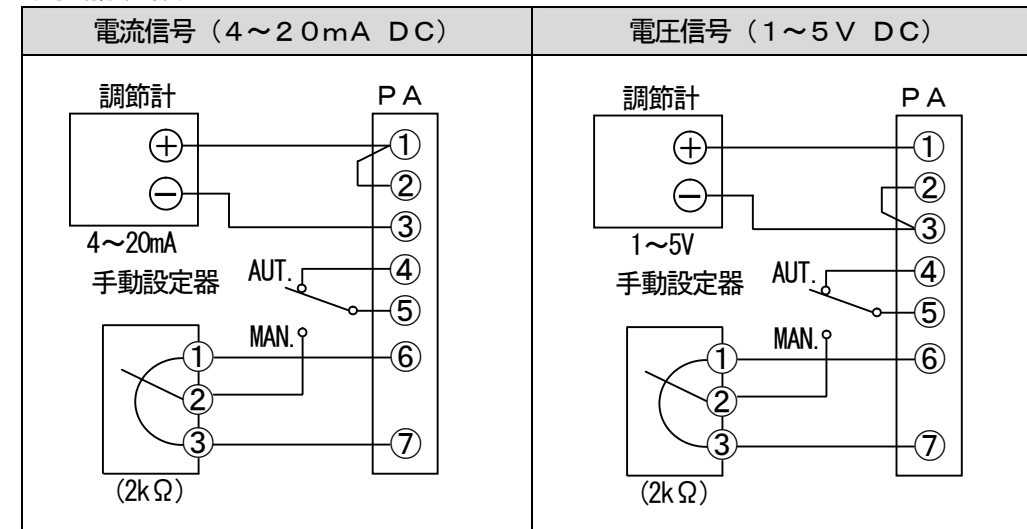 電流信号（４～２０ｍＡ ＤＣ）
調節計
ＰＡ
＋
－
①
②
③
④
⑤
⑥
⑦
4～20mA
手動設定器
AUT.
MAN.
①
②
③
(2kΩ)
電圧信号（１～５Ｖ ＤＣ）
調節計
ＰＡ
＋
－
①
②
③
④
⑤
⑥
⑦
1～5V
手動設定器
AUT.
MAN.
①
②
③
(2kΩ)